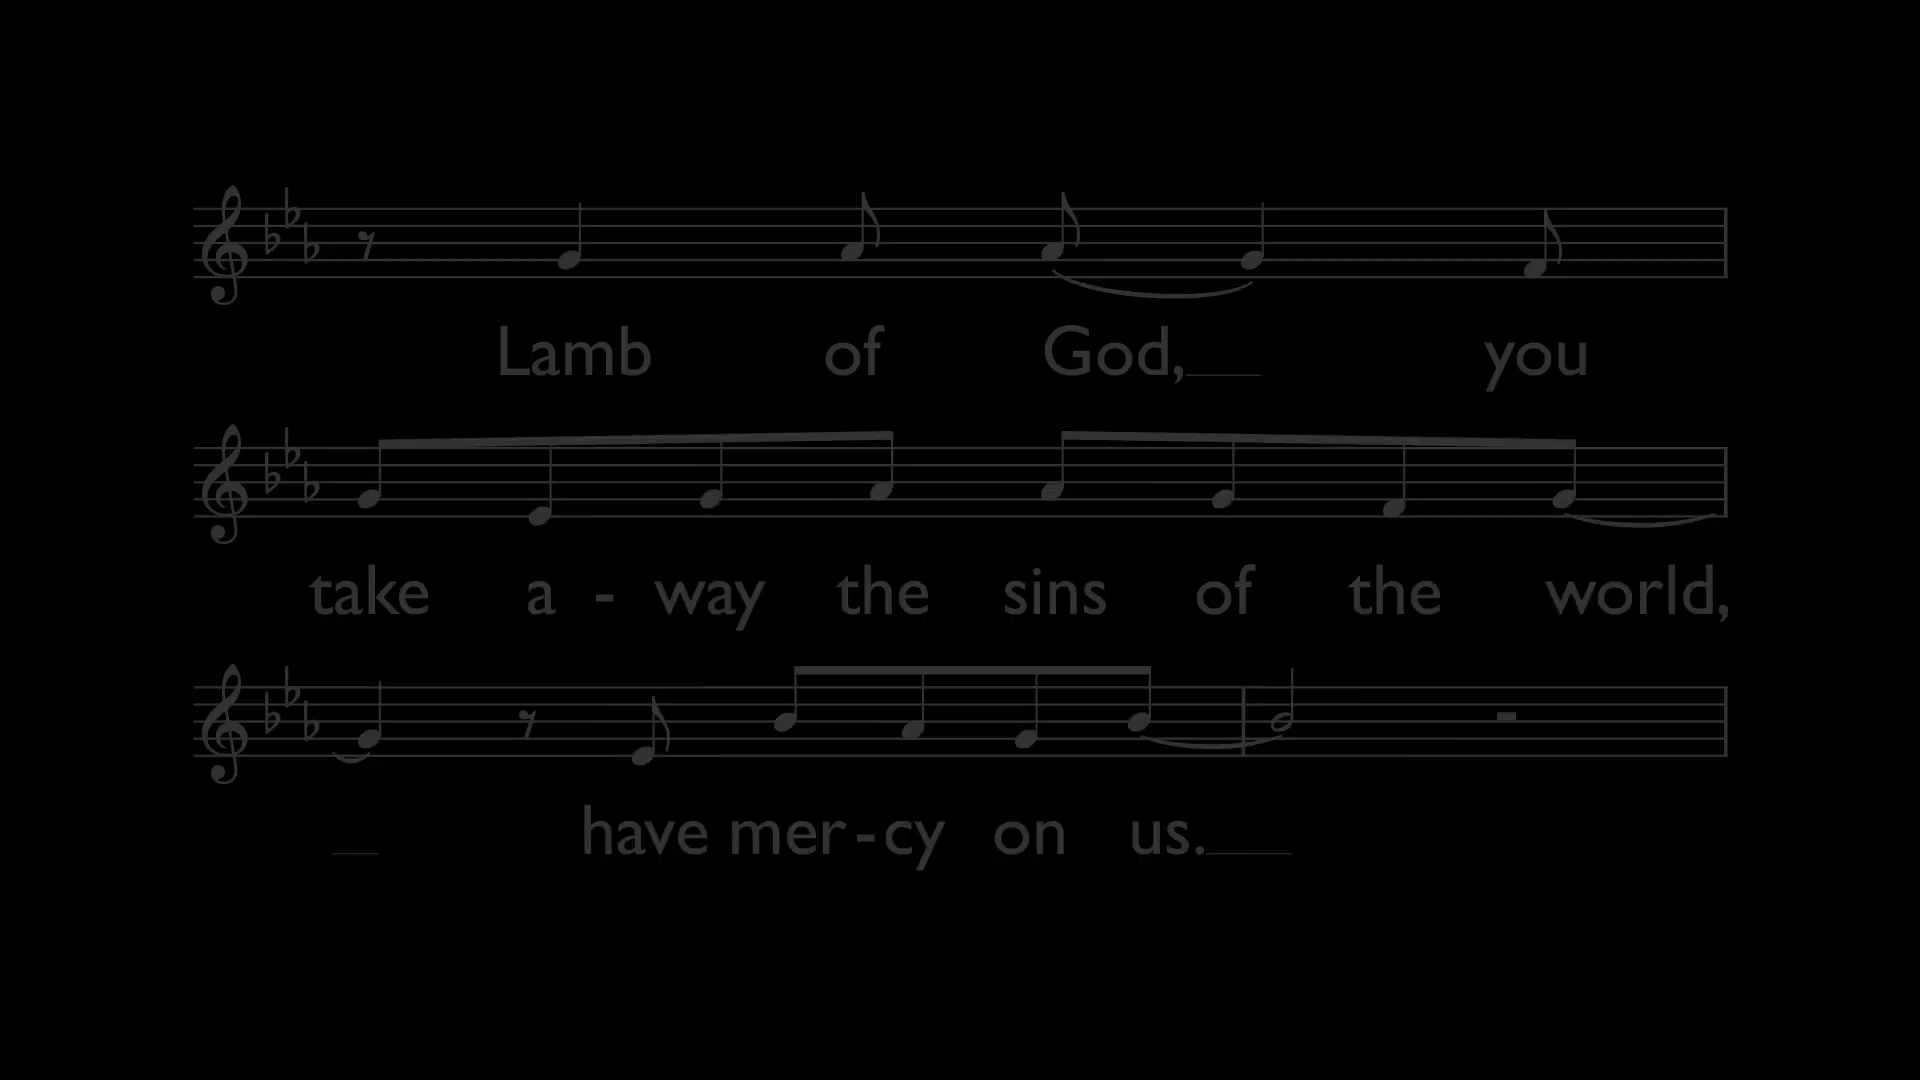 Lamb of God, you
take a - way the sins of the world,
have mer - cy on us.